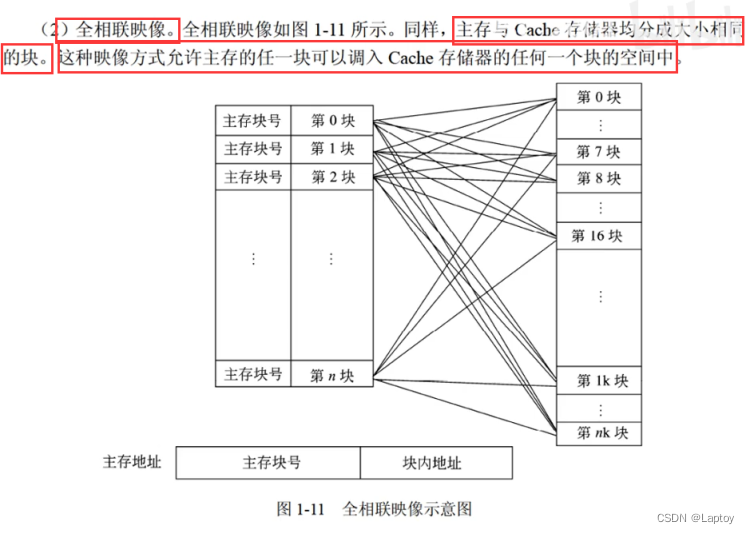 (2) 全相联映像。全相联映像如图 1-11 所示。同样，主存与 Cache 存储器均分成大小相同
的块。这种映像方式允许主存的任一块可以调入 Cache 存储器的任何一个块的空间中。
第 0 块
主存块号 第 0 块
⋮
主存块号 第 1 块
第 7 块
主存块号 第 2 块
第 8 块
⋮
第 16 块
⋮ ⋮
⋮
主存块号 第 n 块
第 1k 块
⋮
第 nk 块
主存地址 主存块号 块内地址
图 1-11 全相联映像示意图
CSDN @Laptoy